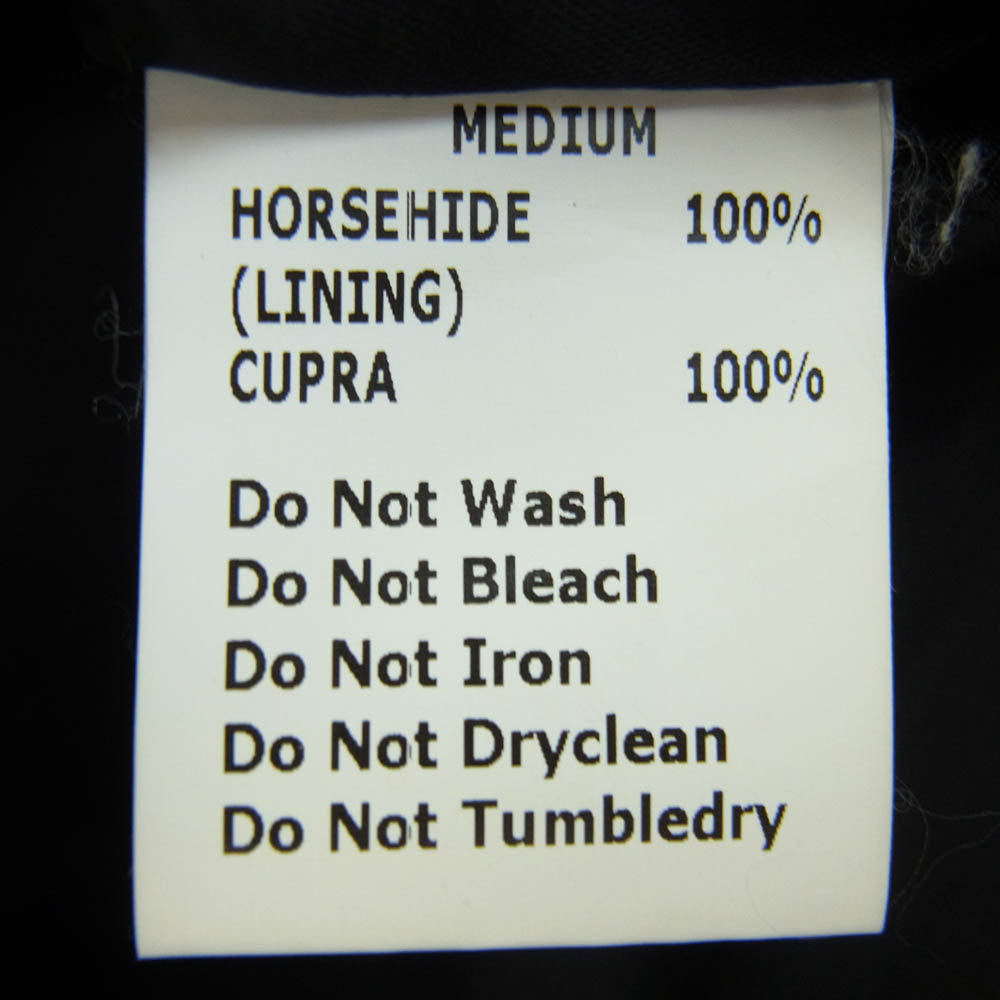 MEDIUM
HORSEHIDE 100%
(LINING)
CUPRA 100%
Do Not Wash
Do Not Bleach
Do Not Iron
Do Not Dryclean
Do Not Tumbledry